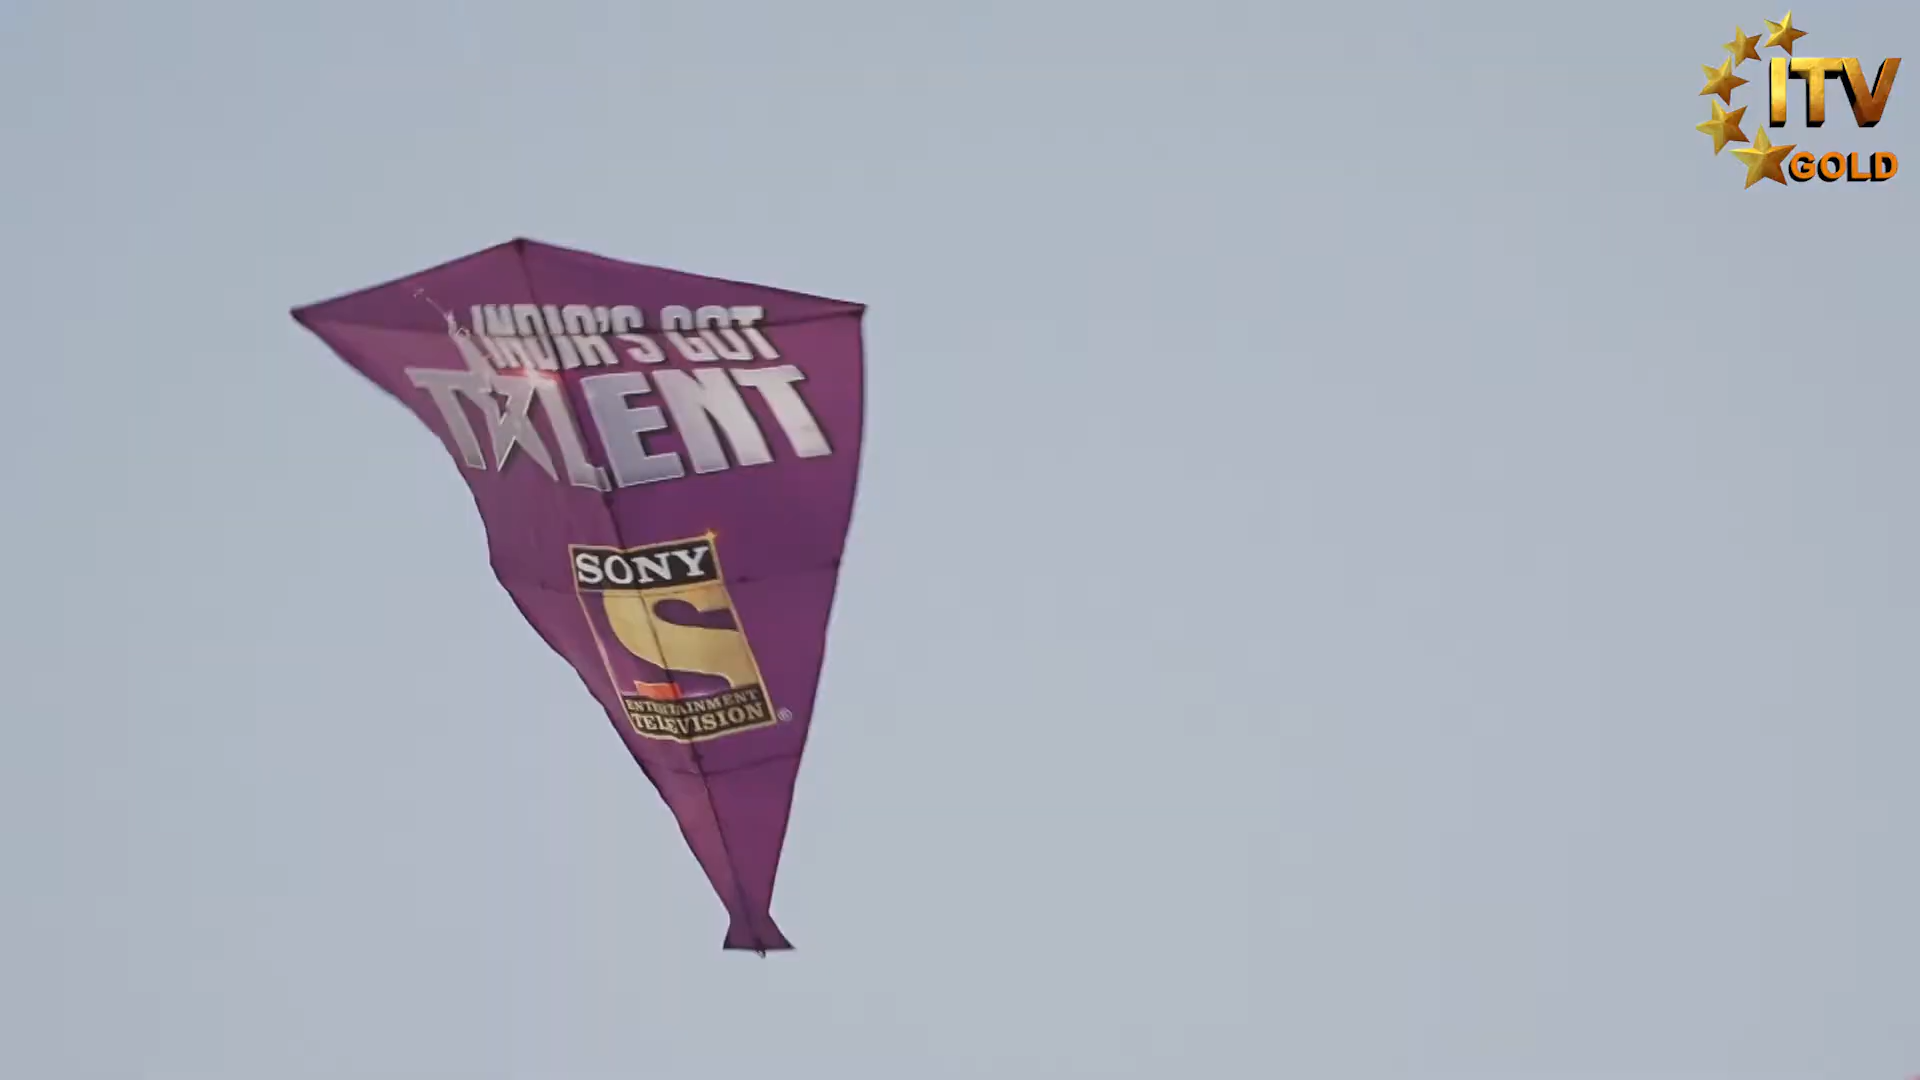 ITV
GOLD
INDIA'S GOT
TALENT
SONY
ENTERTAINMENT
TELEVISION
®